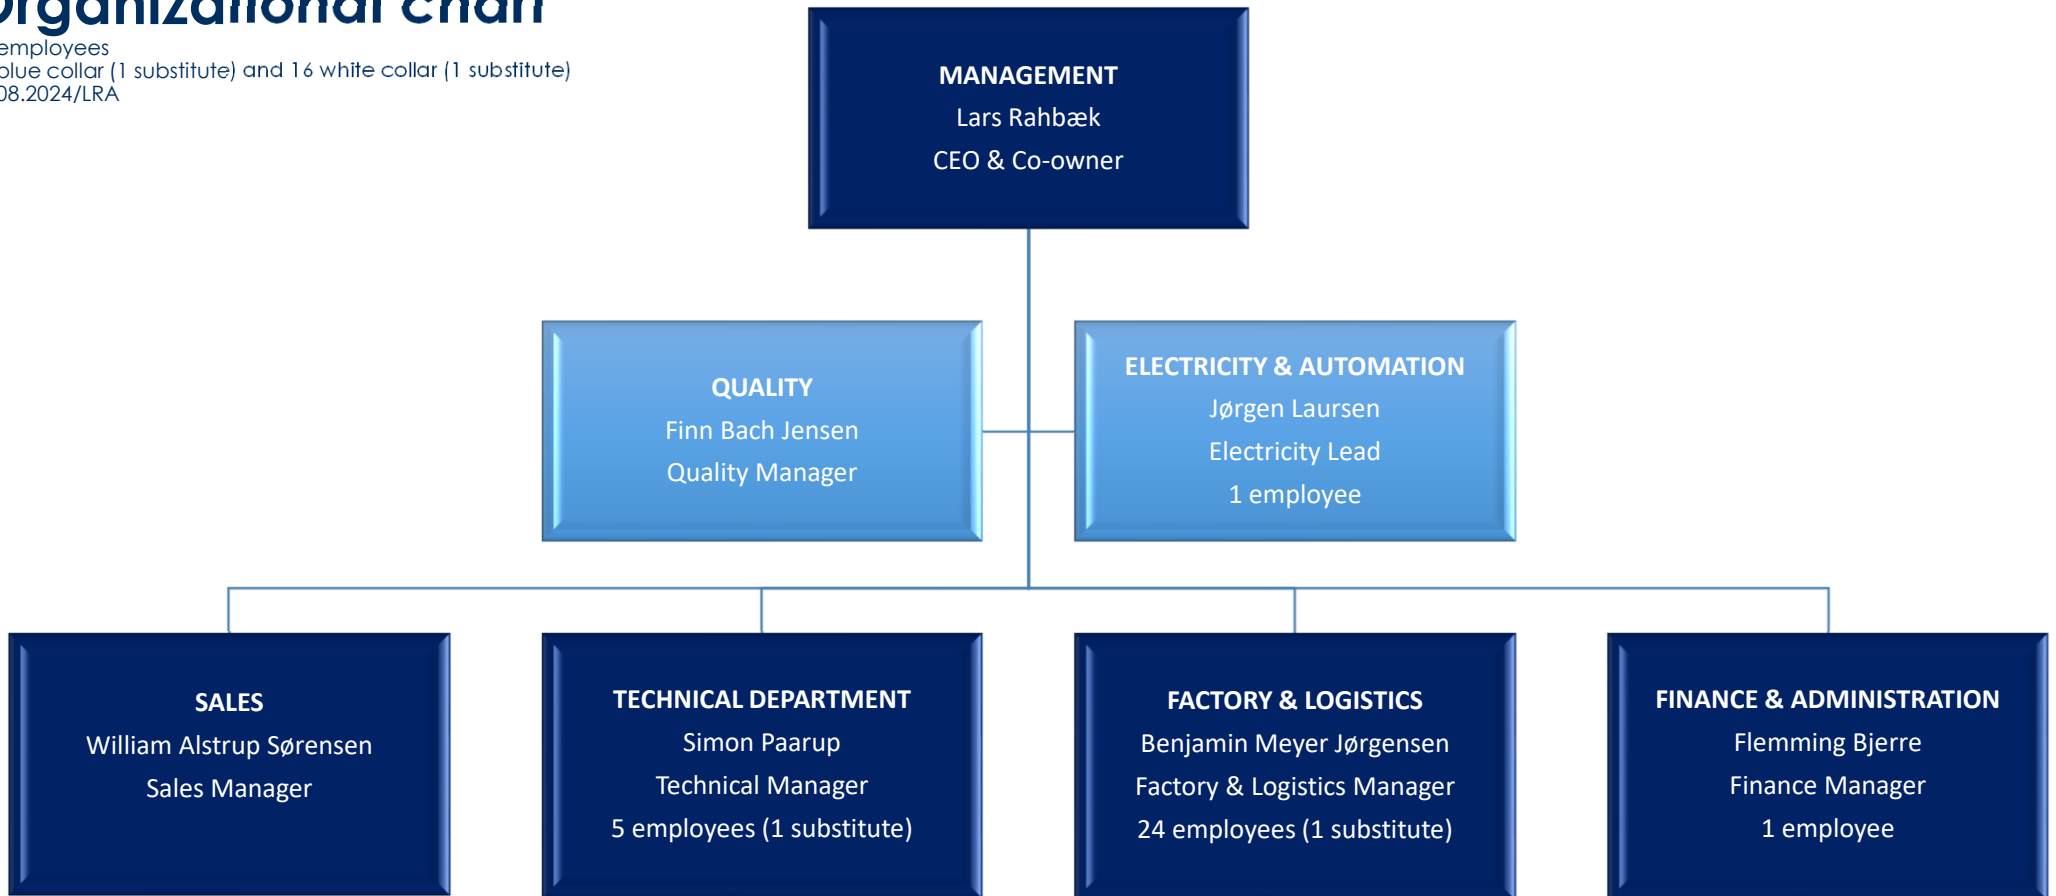 Organizational chart
employees
blue collar (1 substitute) and 16 white collar (1 substitute)
08.2024/LRA
MANAGEMENT
Lars Rahbæk
CEO & Co-owner
QUALITY
Finn Bach Jensen
Quality Manager
ELECTRICITY & AUTOMATION
Jørgen Laursen
Electricity Lead
1 employee
SALES
William Alstrup Sørensen
Sales Manager
TECHNICAL DEPARTMENT
Simon Paarup
Technical Manager
5 employees (1 substitute)
FACTORY & LOGISTICS
Benjamin Meyer Jørgensen
Factory & Logistics Manager
24 employees (1 substitute)
FINANCE & ADMINISTRATION
Flemming Bjerre
Finance Manager
1 employee